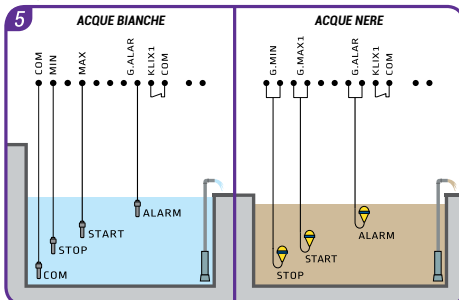 5
ACQUE BIANCHE
COM
MIN
MAX
G.ALAR
KLIX1
COM
ALARM
START
STOP
COM
ACQUE NERE
G.MIN
G.MAX1
G.ALAR
KLIX1
COM
ALARM
START
STOP